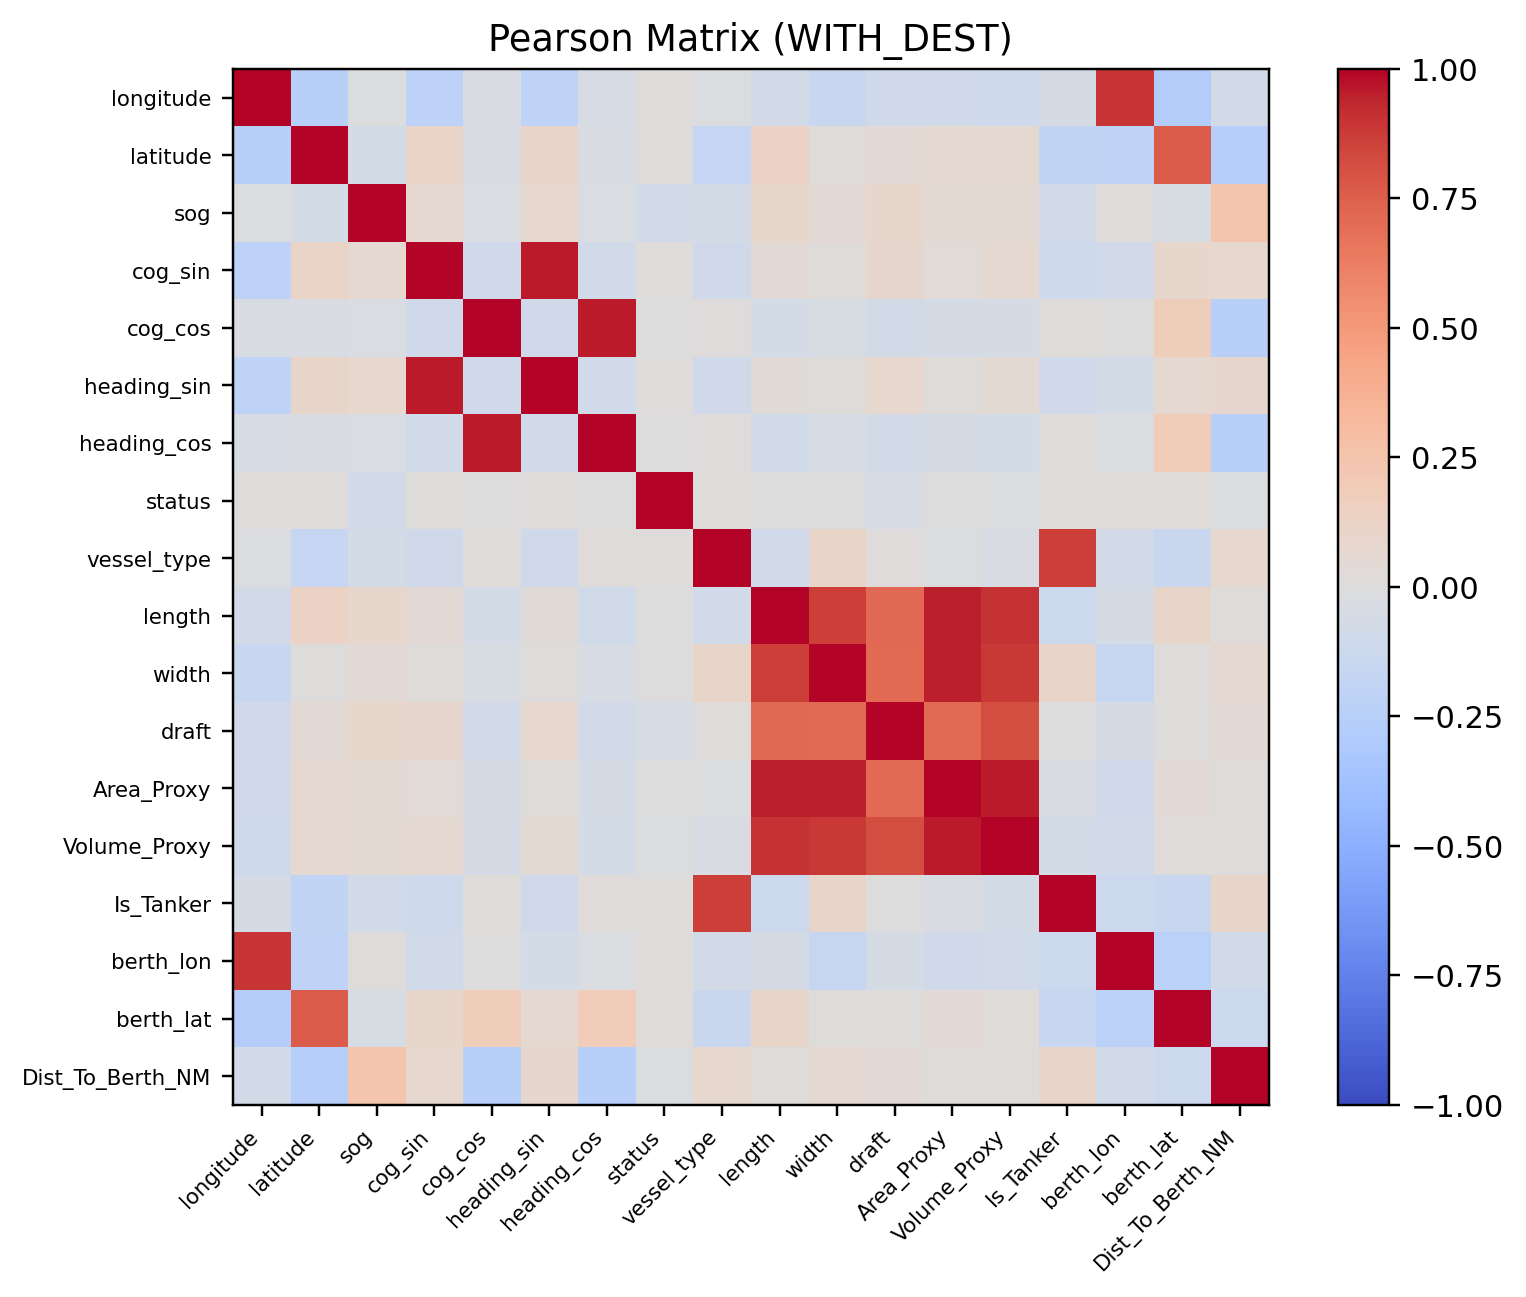 Pearson Matrix (WITH_DEST)
longitude
latitude
sog
cog_sin
cog_cos
heading_sin
heading_cos
status
vessel_type
length
width
draft
Area_Proxy
Volume_Proxy
Is_Tanker
berth_lon
berth_lat
Dist_To_Berth_NM
longitude
latitude
sog
cog_sin
cog_cos
heading_sin
heading_cos
status
vessel_type
length
width
draft
Area_Proxy
Volume_Proxy
Is_Tanker
berth_lon
berth_lat
Dist_To_Berth_NM
1.00
0.75
0.50
0.25
0.00
−0.25
−0.50
−0.75
−1.00